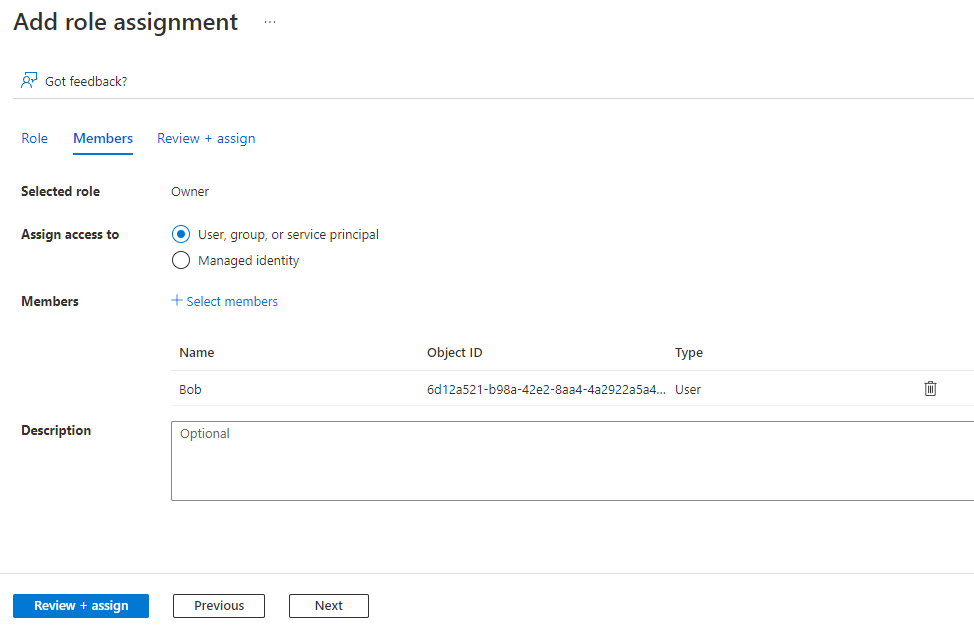 Add role assignment ...
Got feedback?
Role Members Review + assign
Selected role Owner
Assign access to User, group, or service principal
Managed identity
Members + Select members
Name Object ID Type
Bob 6d12a521-b98a-42e2-8aa4-4a2922a5a4... User
Description Optional
Review + assign Previous Next